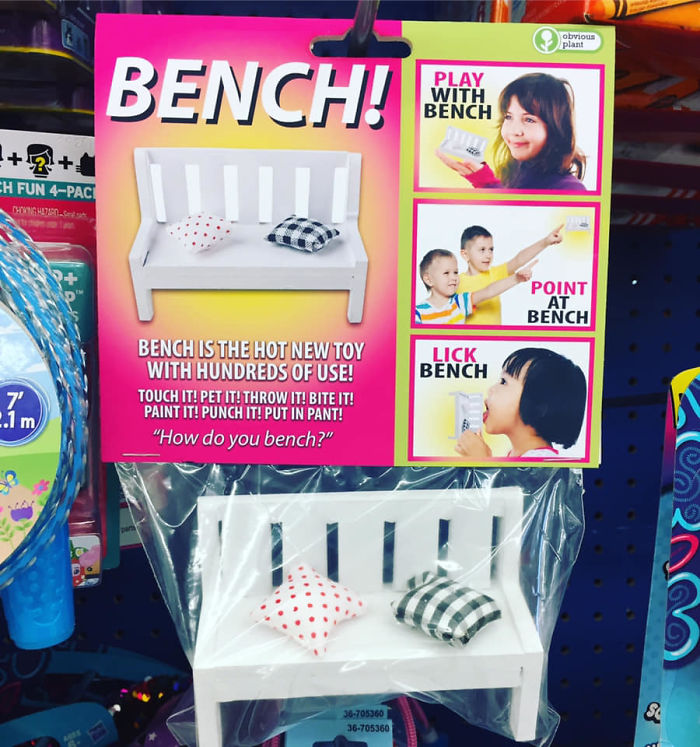 BENCH!
BENCH IS THE HOT NEW TOY
WITH HUNDREDS OF USE!
TOUCH IT! PET IT! THROW IT! BITE IT!
PAINT IT! PUNCH IT! PUT IN PANT!
"How do you bench?"
obvious
plant
PLAY
WITH
BENCH
POINT
AT
BENCH
LICK
BENCH
CH FUN 4-PAC
CHOKING HAZARD
7'
2.1 m
36-705360
36-705360